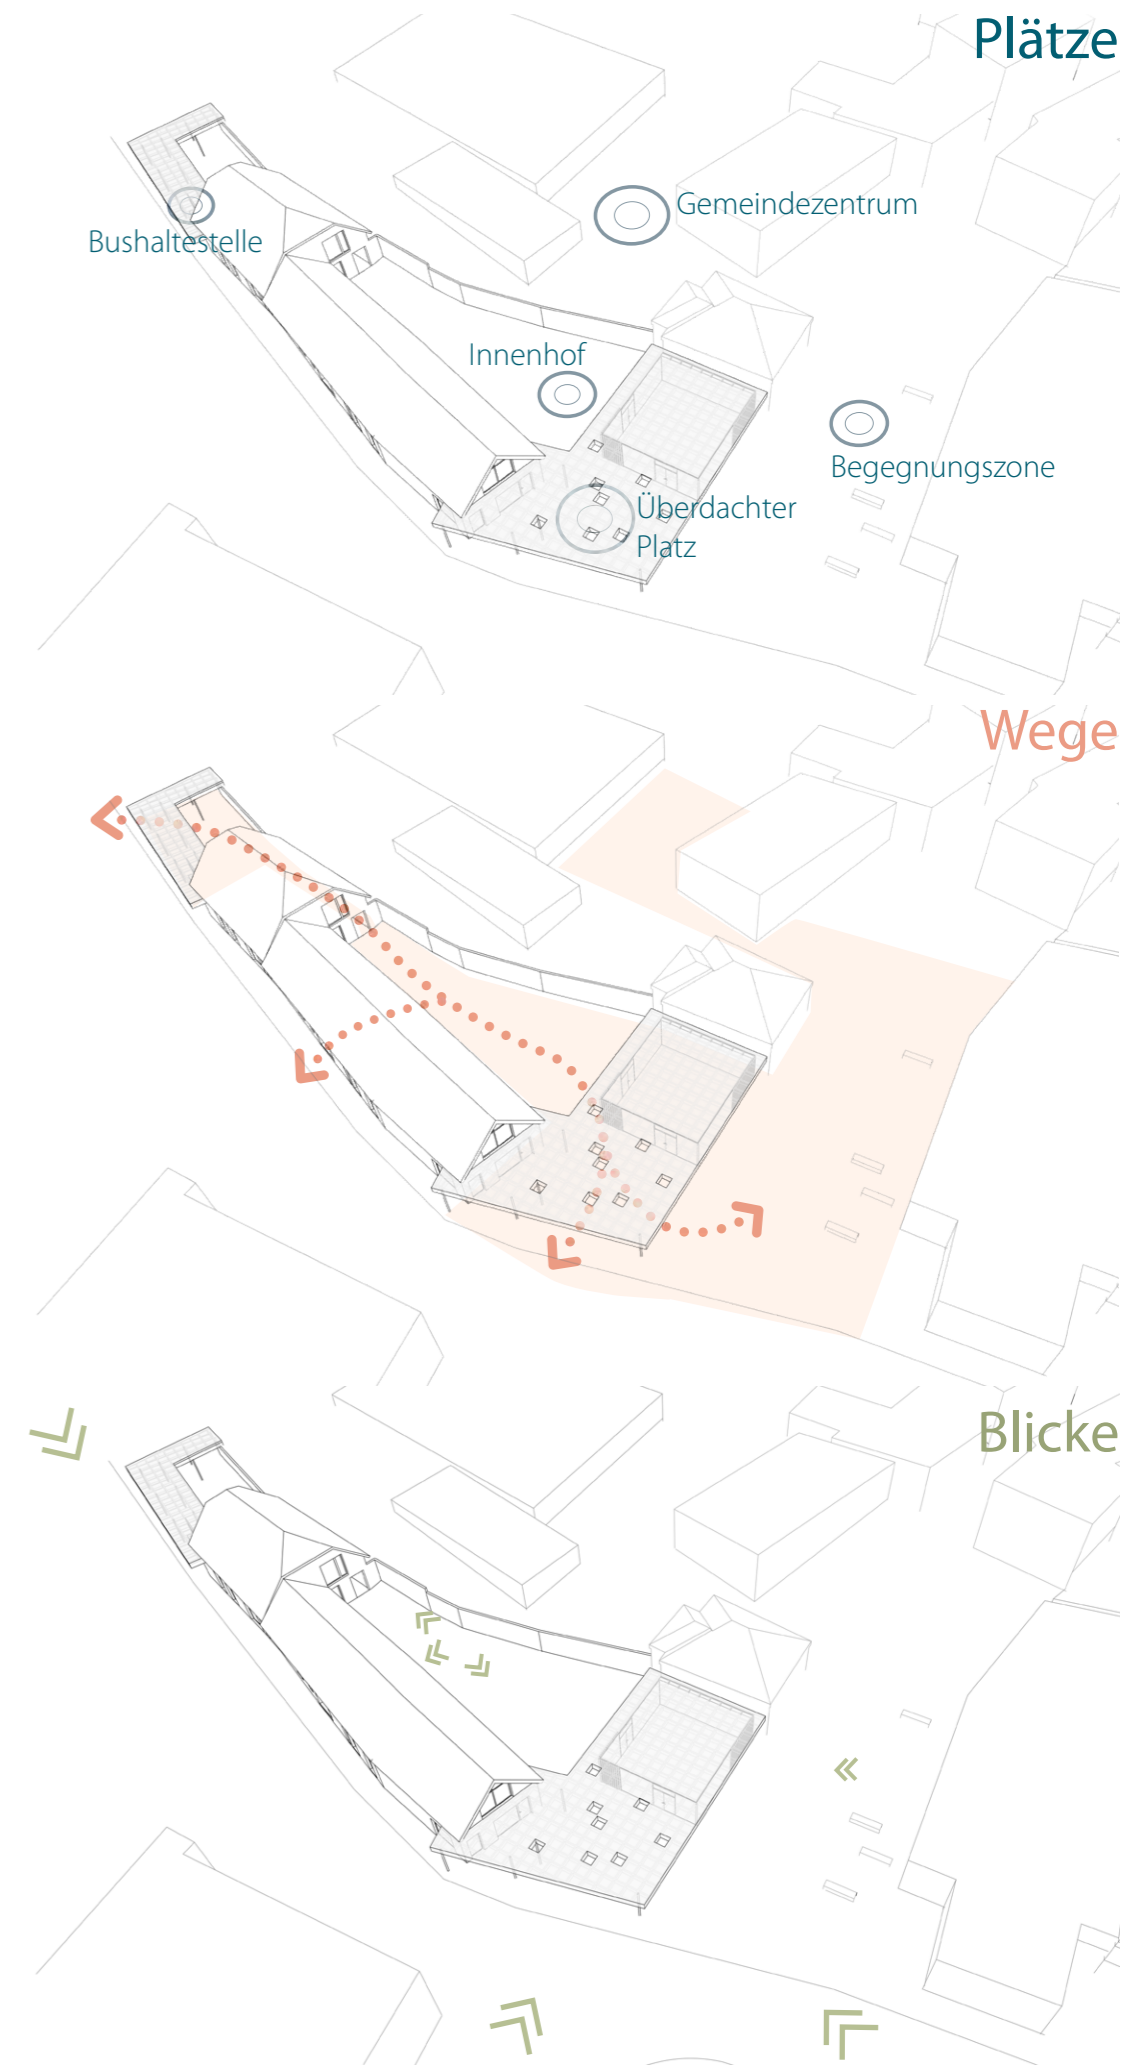 Plätze
Gemeindezentrum
Bushaltestelle
Innenhof
Begegnungszone
Überdachter
Platz
Wege
Blicke